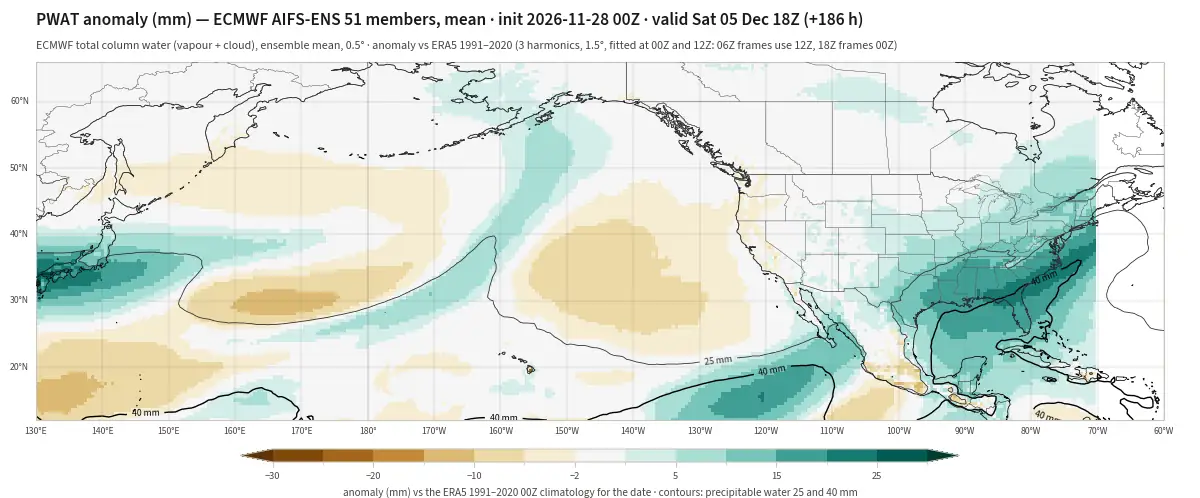 PWAT anomaly (mm) — ECMWF AIFS-ENS 51 members, mean · init 2026-11-28 00Z · valid Sat 05 Dec 18Z (+186 h)
ECMWF total column water (vapour + cloud), ensemble mean, 0.5° · anomaly vs ERA5 1991–2020 (3 harmonics, 1.5°, fitted at 00Z and 12Z: 06Z frames use 12Z, 18Z frames 00Z)
60°N
50°N
40°N
30°N
20°N
40 mm
25 mm
40 mm
40 mm
40 mm
40 mm
130°E 140°E 150°E 160°E 170°E 180° 170°W 160°W 150°W 140°W 130°W 120°W 110°W 100°W 90°W 80°W 70°W 60°W
−30 −20 −10 −2 5 15 25
anomaly (mm) vs the ERA5 1991–2020 00Z climatology for the date · contours: precipitable water 25 and 40 mm